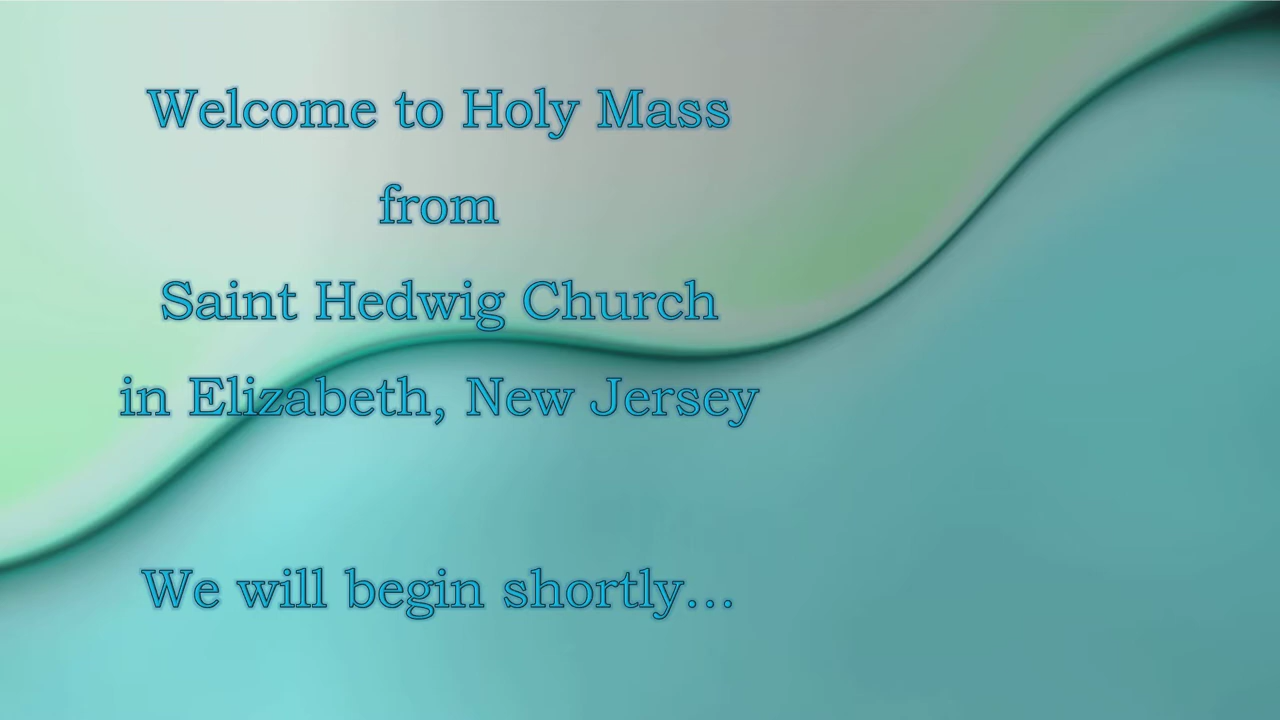 Welcome to Holy Mass
from
Saint Hedwig Church
in Elizabeth, New Jersey
We will begin shortly...